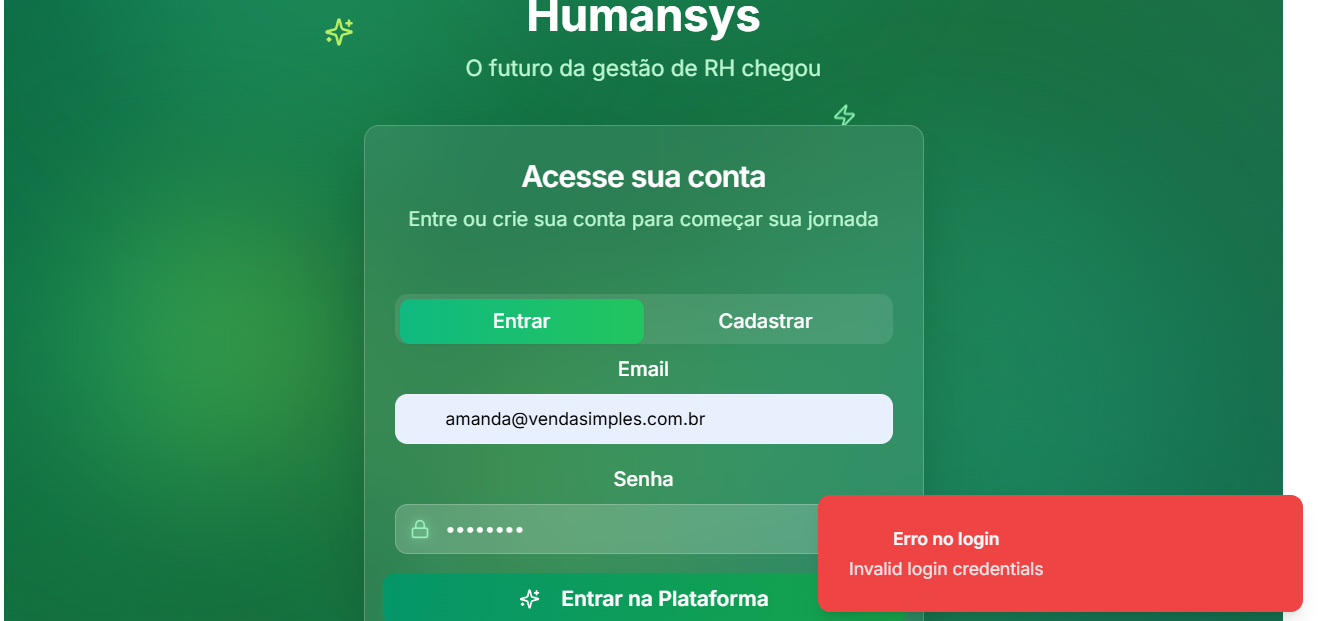 Humansys
O futuro da gestão de RH chegou
Acesse sua conta
Entre ou crie sua conta para começar sua jornada
Entrar
Cadastrar
Email
amanda@vendasimples.com.br
Senha
••••••••
Erro no login
Invalid login credentials
Entrar na Plataforma